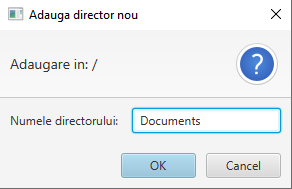 Adauga director nou
Adaugare in: /
Numele directorului: Documents
OK Cancel